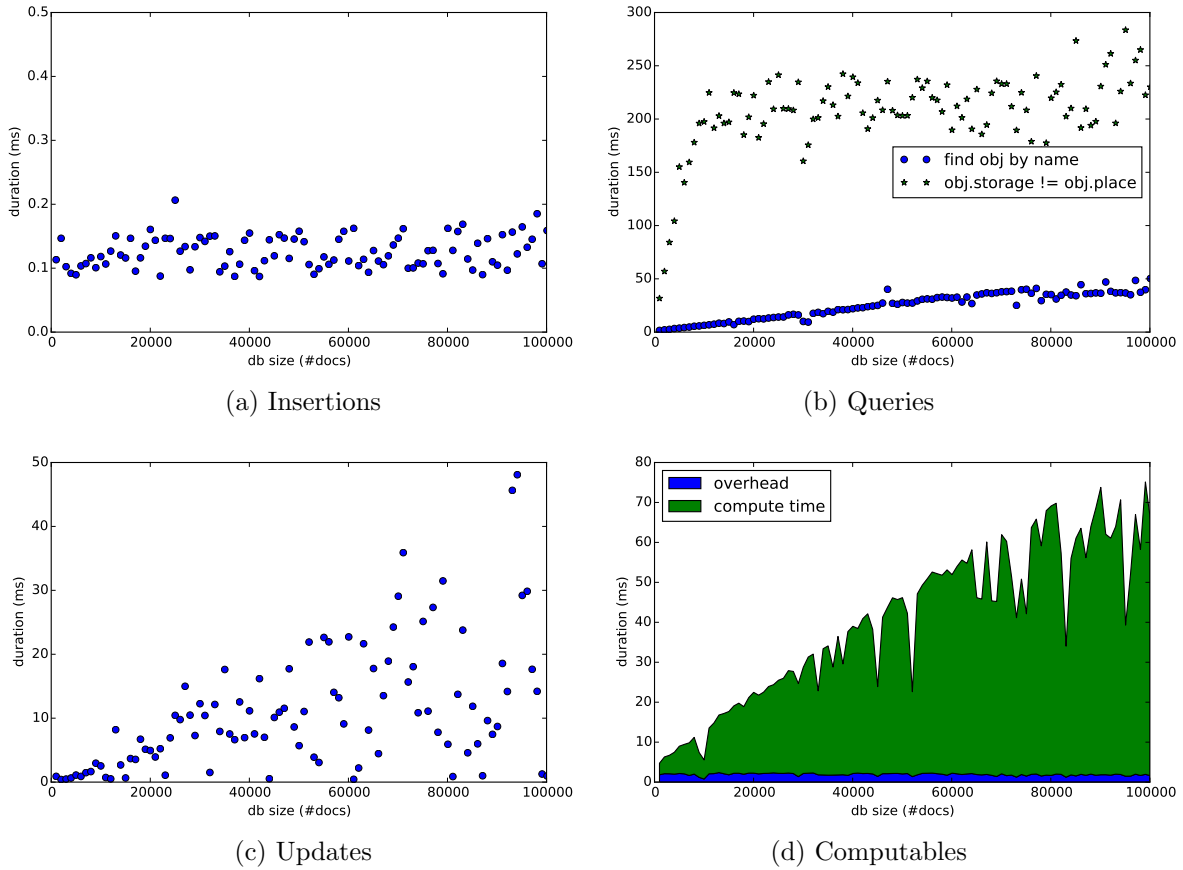 0.5
0.4
0.3
0.2
0.1
0.0
duration (ms)
0 20000 40000 60000 80000 100000
db size (#docs)
(a) Insertions
300
250
200
150
100
50
0
duration (ms)
find obj by name
obj.storage != obj.place
0 20000 40000 60000 80000 100000
db size (#docs)
(b) Queries
50
40
30
20
10
0
duration (ms)
0 20000 40000 60000 80000 100000
db size (#docs)
(c) Updates
80
70
60
50
40
30
20
10
0
duration (ms)
overhead
compute time
0 20000 40000 60000 80000 100000
db size (#docs)
(d) Computables